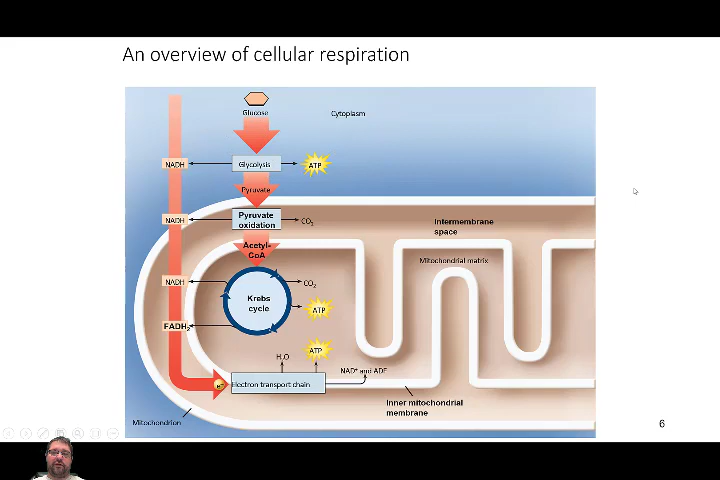 An overview of cellular respiration
Glucose
Cytoplasm
NADH
Glycolysis
ATP
Pyruvate
NADH
Pyruvate
oxidation
CO2
Intermembrane
space
Acetyl-
CoA
Mitochondrial matrix
NADH
Krebs
cycle
CO2
ATP
FADH2
H2O
ATP
NAD+ and ADP
e-
Electron transport chain
Inner mitochondrial
membrane
Mitochondrion
6